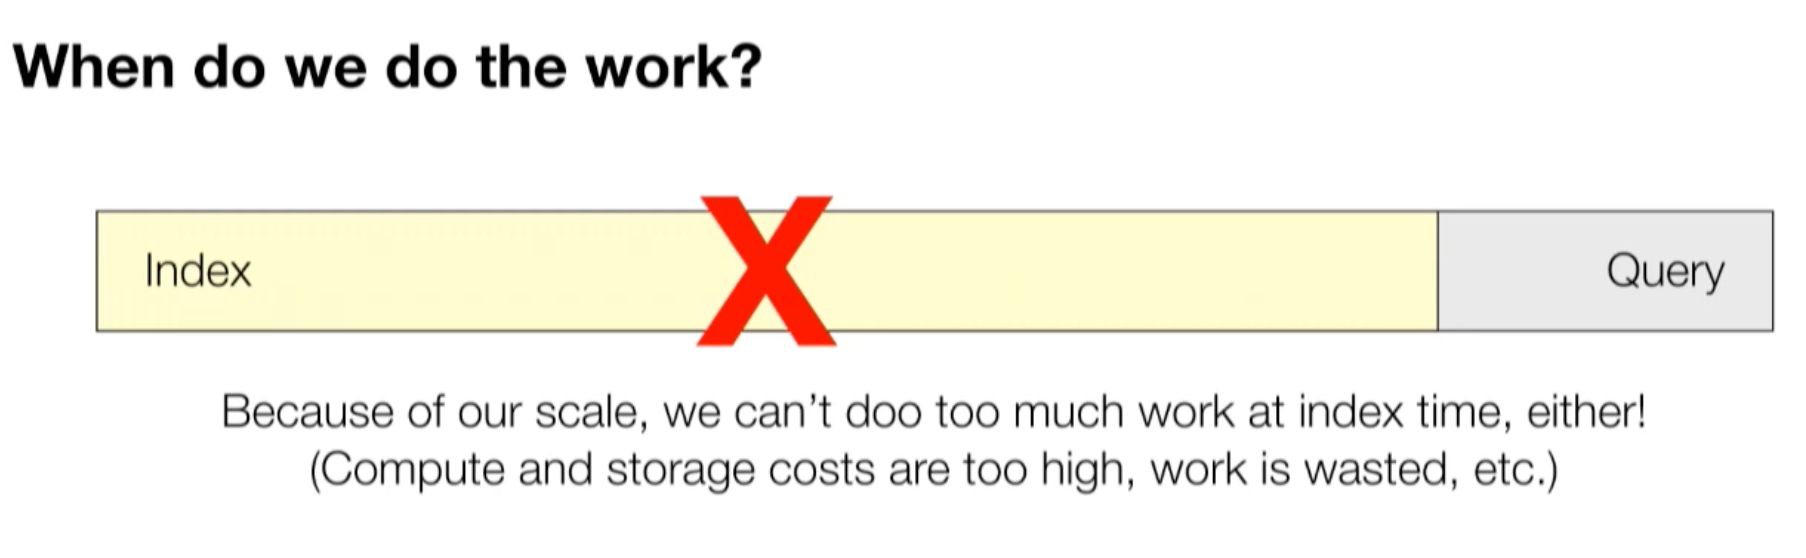 When do we do the work?
Index
Query
Because of our scale, we can't doo too much work at index time, either!
(Compute and storage costs are too high, work is wasted, etc.)